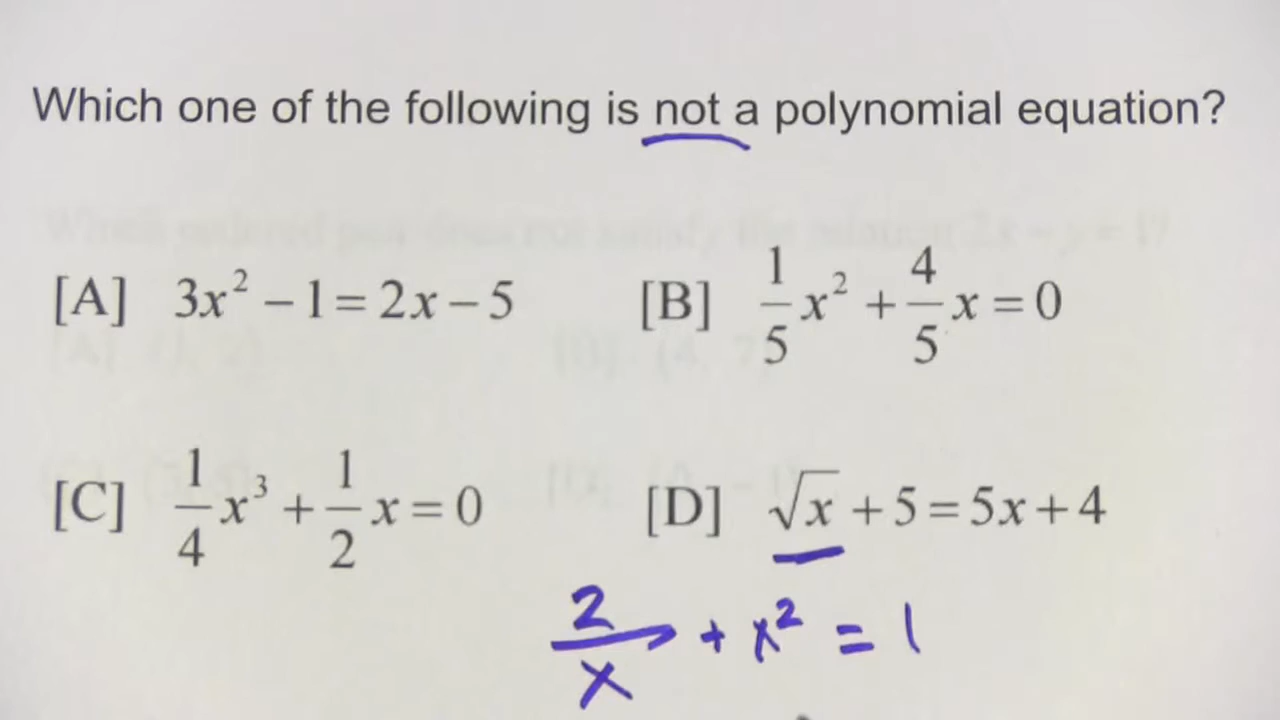 Which one of the following is not a polynomial equation?
[A] 3x² − 1 = 2x − 5 [B] 1/5 x² + 4/5 x = 0
[C] 1/4 x³ + 1/2 x = 0 [D] √x + 5 = 5x + 4
2/x + x² = 1